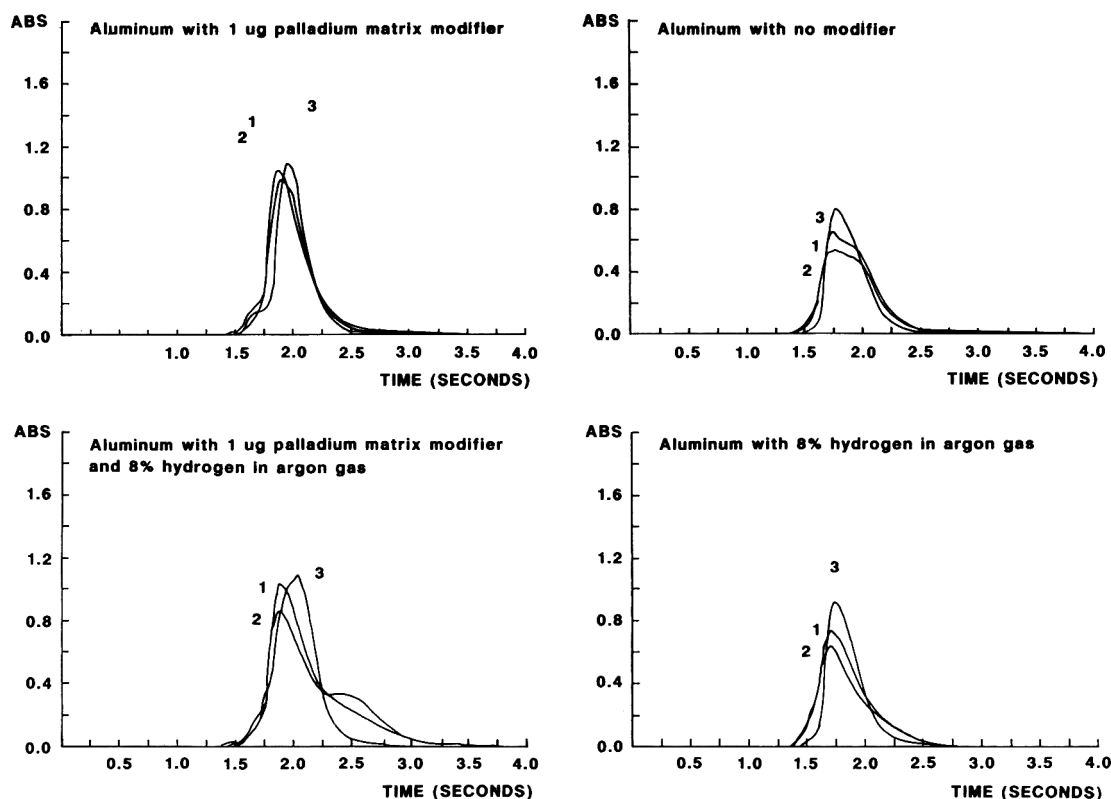 ABS
Aluminum with 1 ug palladium matrix modifier
1.6
3
1
2
1.2
0.8
0.4
0.0
1.0 1.5 2.0 2.5 3.0 3.5 4.0
TIME (SECONDS)
ABS
Aluminum with no modifier
1.6
1.2
0.8
3
1
2
0.4
0.0
0.5 1.0 1.5 2.0 2.5 3.0 3.5 4.0
TIME (SECONDS)
ABS
Aluminum with 1 ug palladium matrix modifier
and 8% hydrogen in argon gas
1.6
1.2
3
1
2
0.8
0.4
0.0
0.5 1.0 1.5 2.0 2.5 3.0 3.5 4.0
TIME (SECONDS)
ABS
Aluminum with 8% hydrogen in argon gas
1.6
1.2
3
0.8
1
2
0.4
0.0
0.5 1.0 1.5 2.0 2.5 3.0 3.5 4.0
TIME (SECONDS)